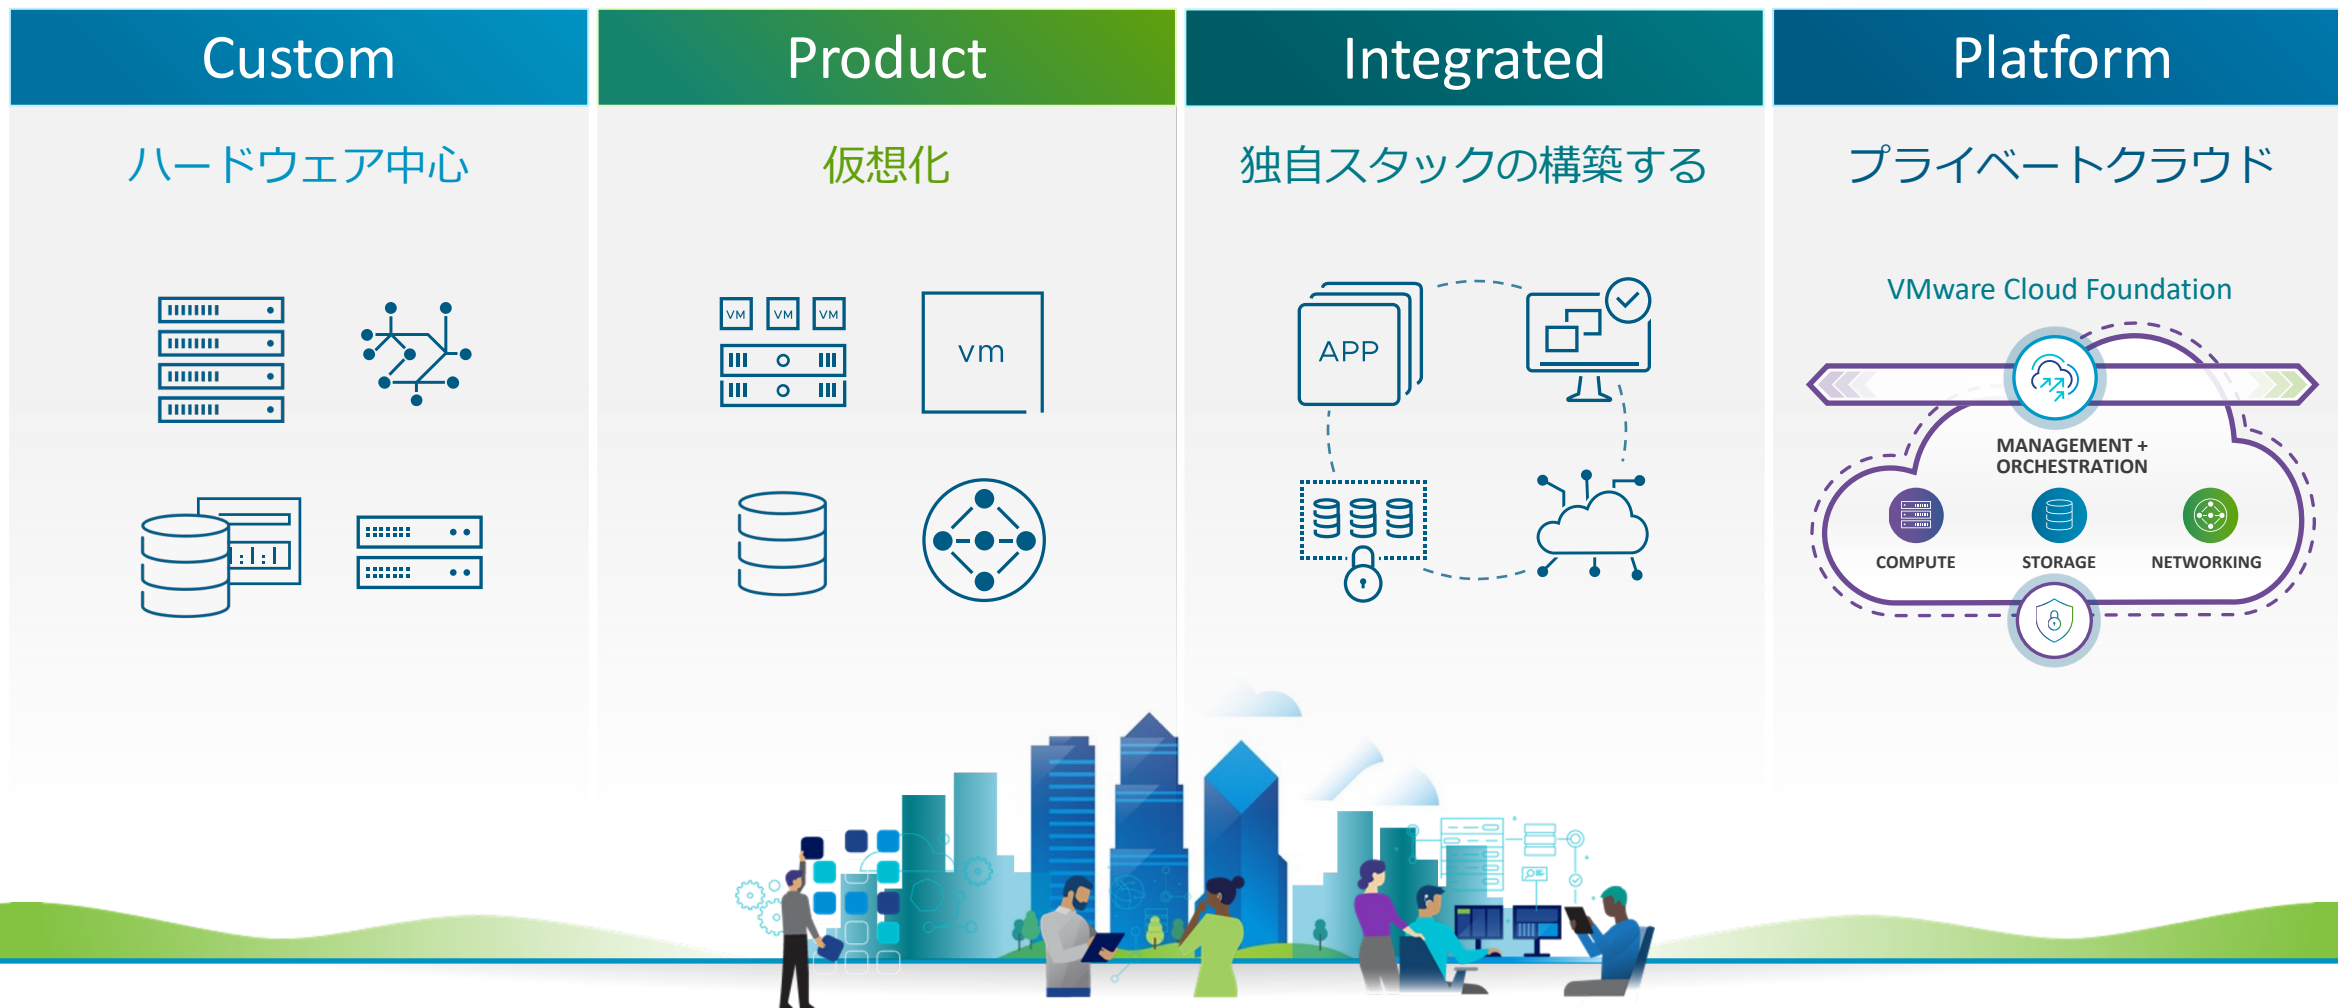 Custom
ハードウェア中心
Product
仮想化
VM VM VM
vm
Integrated
独自スタックの構築する
APP
Platform
プライベートクラウド
VMware Cloud Foundation
MANAGEMENT +
ORCHESTRATION
COMPUTE
STORAGE
NETWORKING